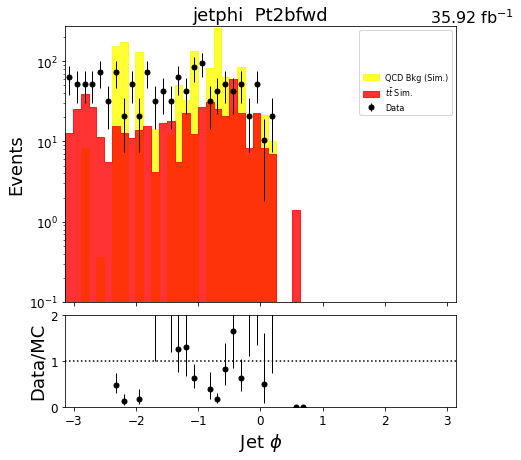 jetphi Pt2bfwd
35.92 fb⁻¹
QCD Bkg (Sim.)
tt̄ Sim.
Data
Events
10²
10¹
10⁰
10⁻¹
Data/MC
2
1
0
−3 −2 −1 0 1 2 3
Jet ϕ